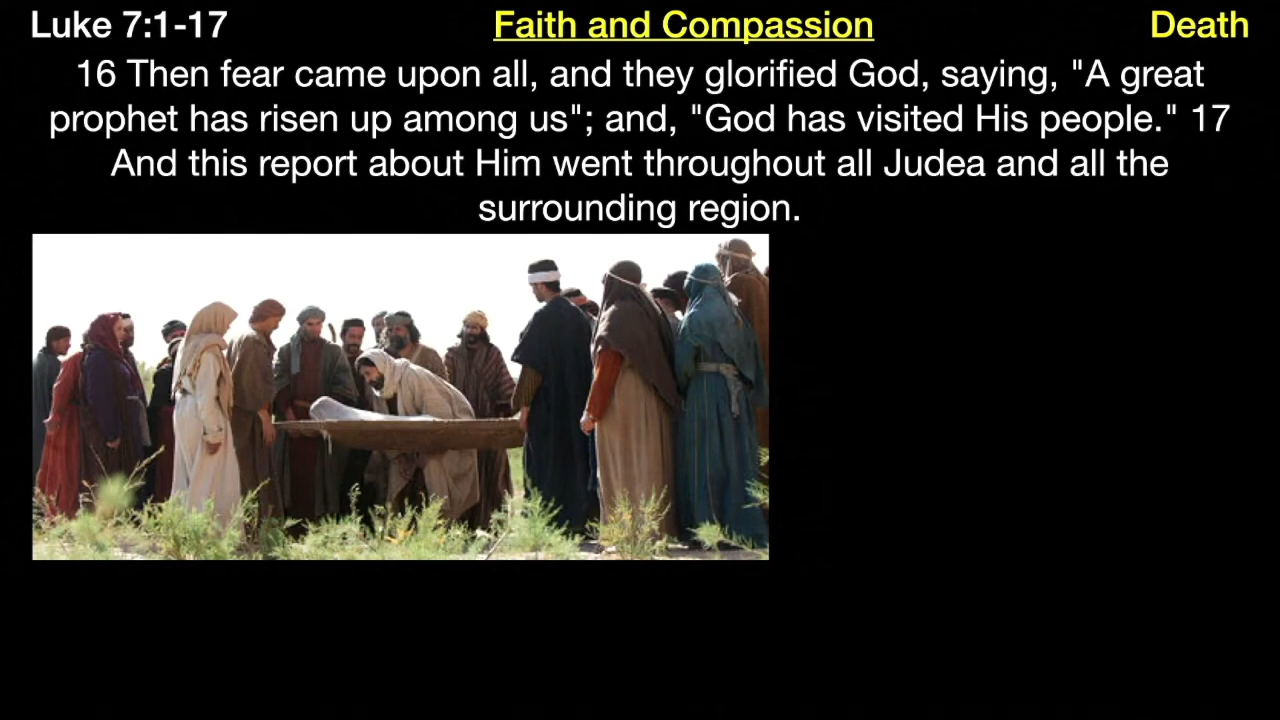 Luke 7:1-17 Faith and Compassion Death
16 Then fear came upon all, and they glorified God, saying, "A great
prophet has risen up among us"; and, "God has visited His people." 17
And this report about Him went throughout all Judea and all the
surrounding region.